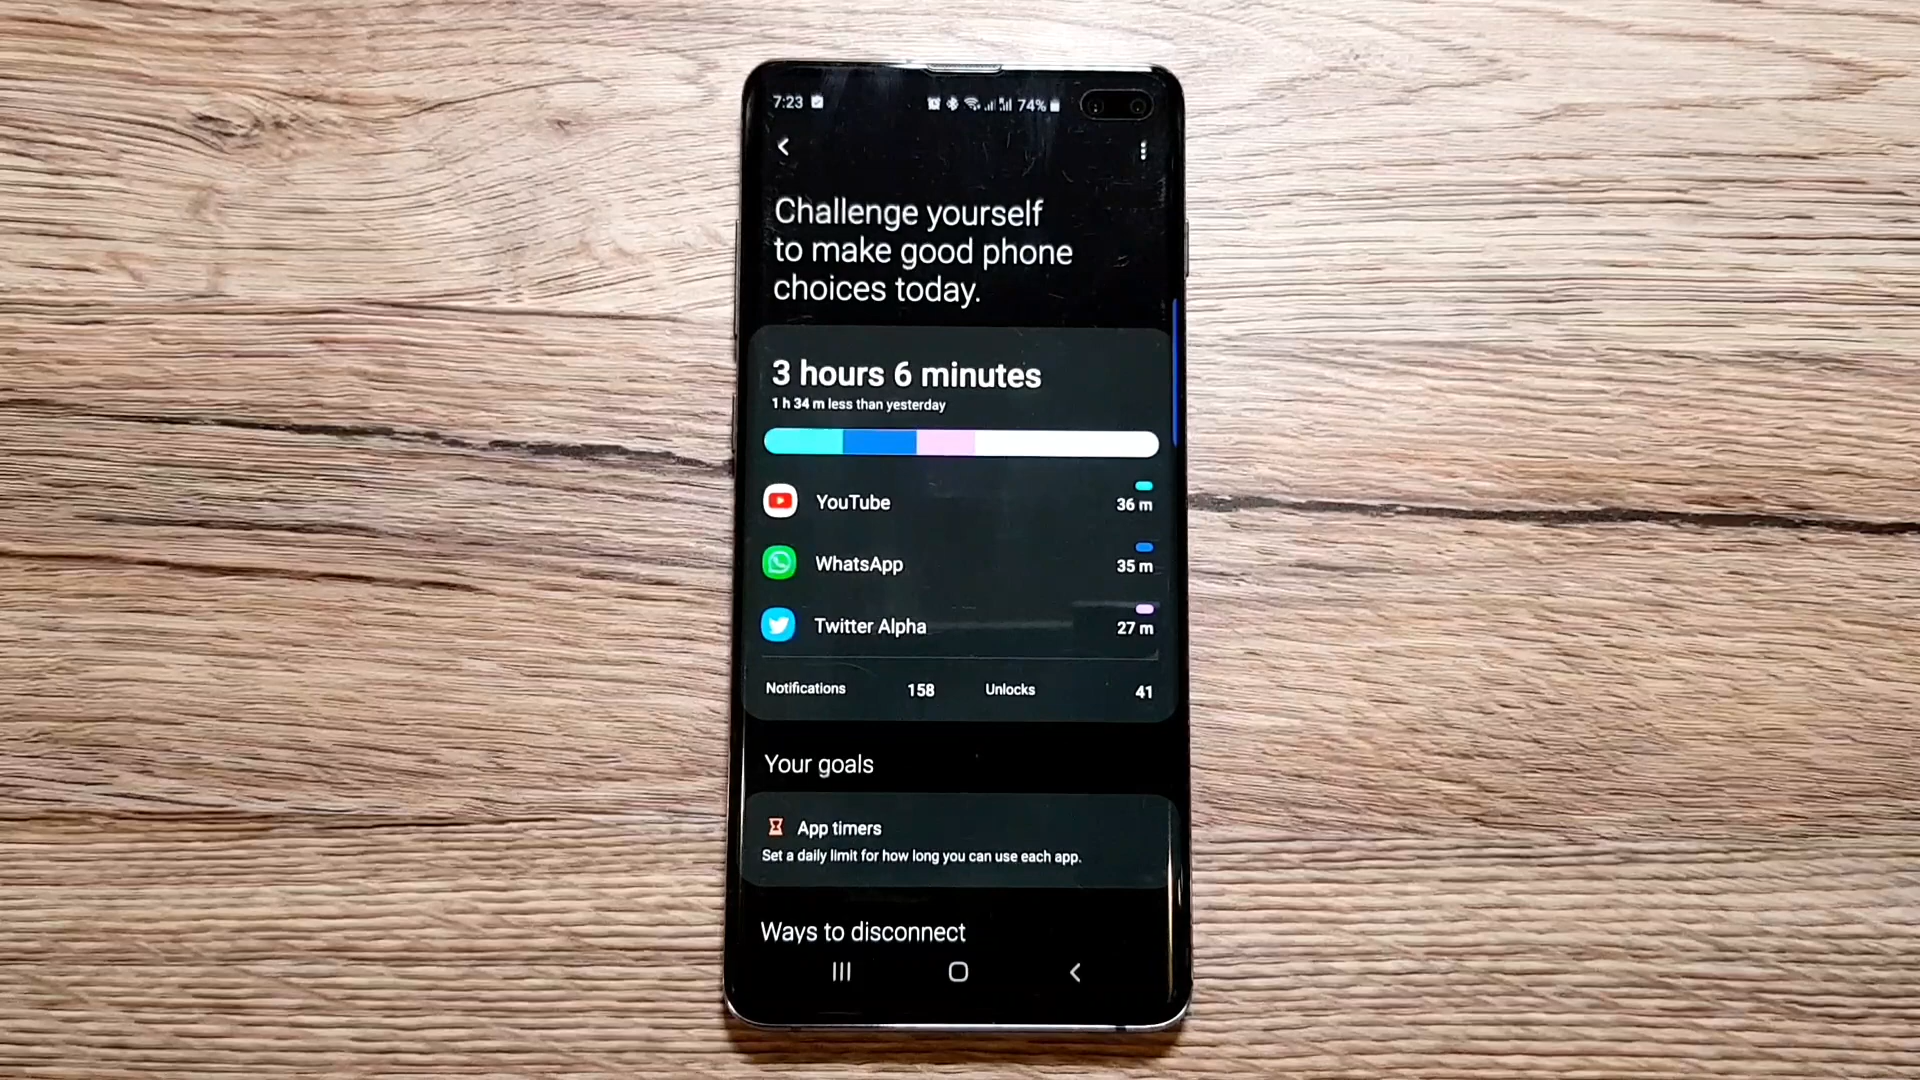 7:23 74%
Challenge yourself
to make good phone
choices today.
3 hours 6 minutes
1 h 34 m less than yesterday
YouTube 36 m
WhatsApp 35 m
Twitter Alpha 27 m
Notifications 158 Unlocks 41
Your goals
App timers
Set a daily limit for how long you can use each app.
Ways to disconnect